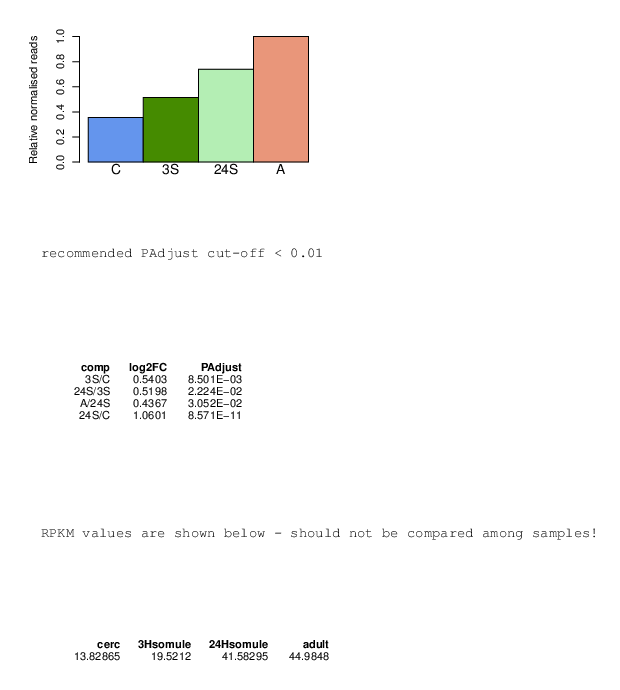 Relative normalised reads
1.0
0.8
0.6
0.4
0.2
0.0
C 3S 24S A
recommended PAdjust cut-off < 0.01
comp log2FC PAdjust
3S/C 0.5403 8.501E−03
24S/3S 0.5198 2.224E−02
A/24S 0.4367 3.052E−02
24S/C 1.0601 8.571E−11
RPKM values are shown below - should not be compared among samples!
cerc 3Hsomule 24Hsomule adult
13.82865 19.5212 41.58295 44.9848